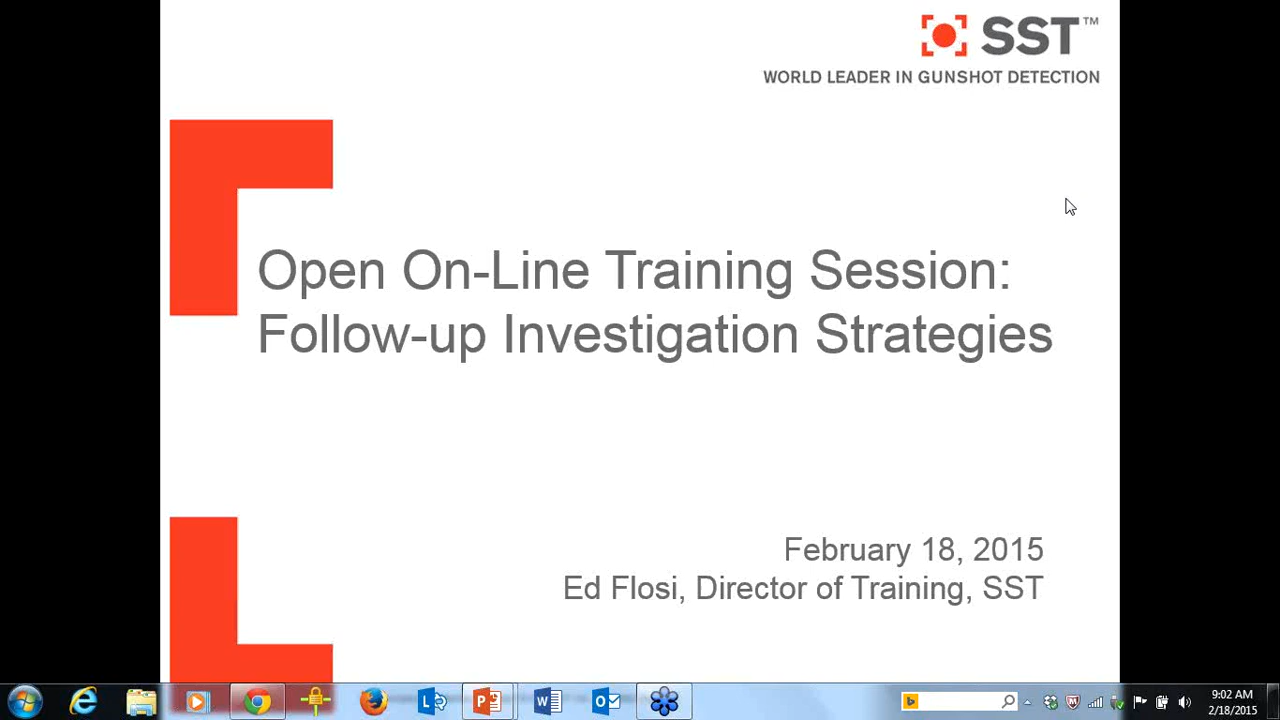 SST™
WORLD LEADER IN GUNSHOT DETECTION
Open On-Line Training Session:
Follow-up Investigation Strategies
February 18, 2015
Ed Flosi, Director of Training, SST
9:02 AM
2/18/2015